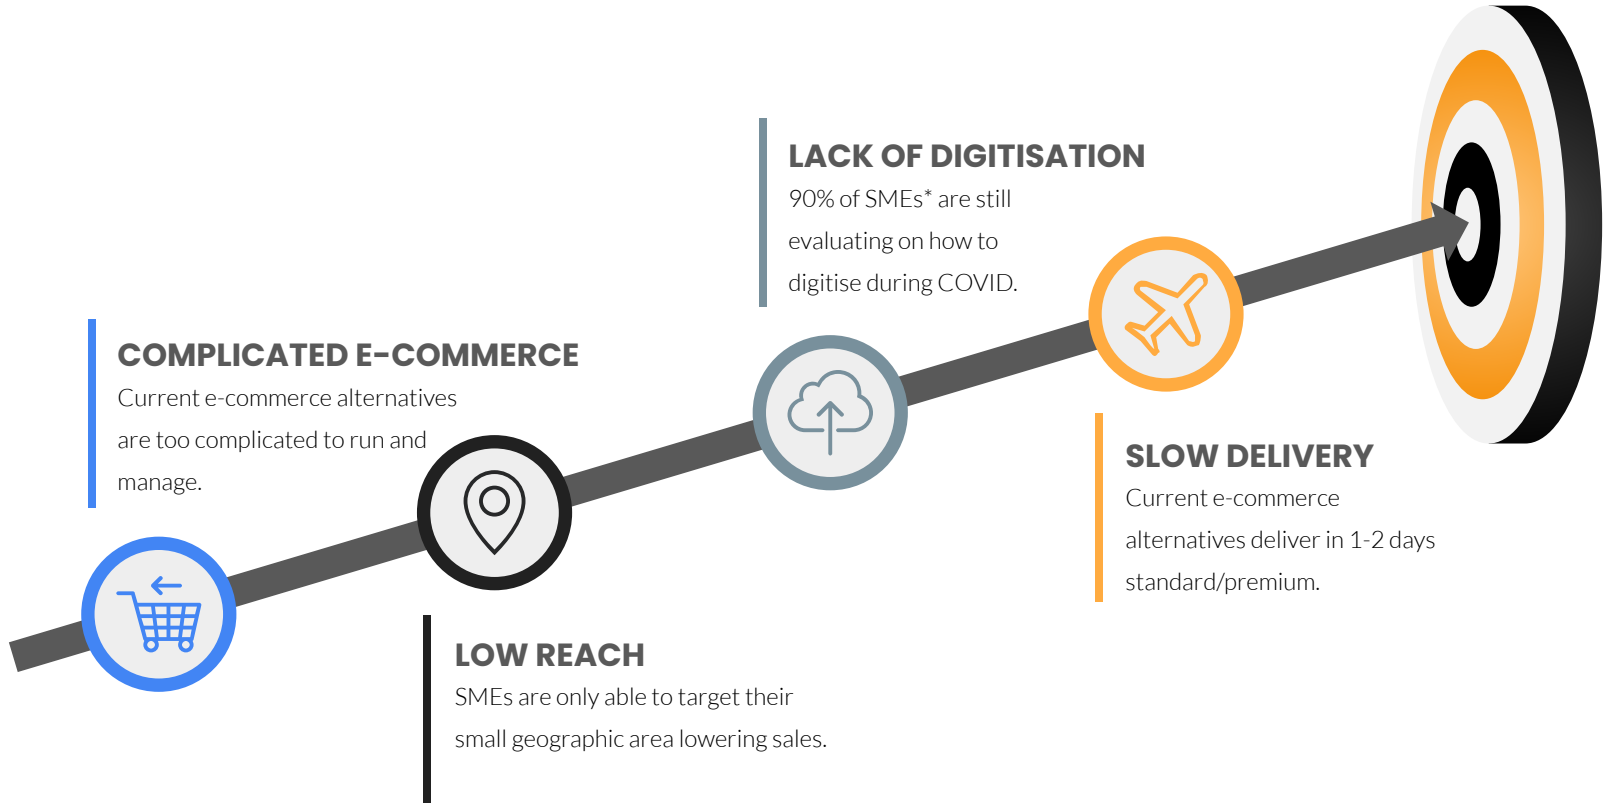 LACK OF DIGITISATION
90% of SMEs* are still
evaluating on how to
digitise during COVID.
COMPLICATED E-COMMERCE
Current e-commerce alternatives
are too complicated to run and
manage.
SLOW DELIVERY
Current e-commerce
alternatives deliver in 1-2 days
standard/premium.
LOW REACH
SMEs are only able to target their
small geographic area lowering sales.